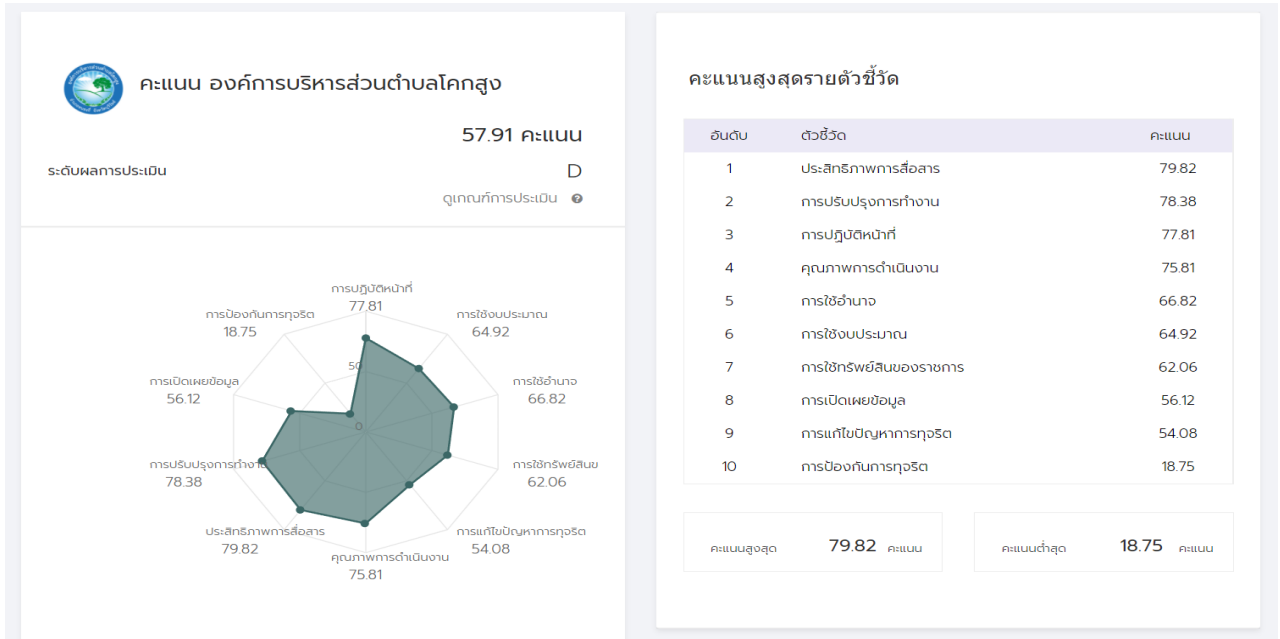 คะแนน องค์การบริหารส่วนตำบลโคกสูง
57.91 คะแนน
ระดับผลการประเมิน D
ดูเกณฑ์การประเมิน
การปฏิบัติหน้าที่
77.81
การป้องกันการทุจริต
18.75
การใช้งบประมาณ
64.92
50
การเปิดเผยข้อมูล
56.12
การใช้อำนาจ
66.82
0
การปรับปรุงการทำงาน
78.38
การใช้ทรัพย์สินข
62.06
ประสิทธิภาพการสื่อสาร
79.82
การแก้ไขปัญหาการทุจริต
54.08
คุณภาพการดำเนินงาน
75.81
คะแนนสูงสุดรายตัวชี้วัด
อันดับ ตัวชี้วัด คะแนน
1 ประสิทธิภาพการสื่อสาร 79.82
2 การปรับปรุงการทำงาน 78.38
3 การปฏิบัติหน้าที่ 77.81
4 คุณภาพการดำเนินงาน 75.81
5 การใช้อำนาจ 66.82
6 การใช้งบประมาณ 64.92
7 การใช้ทรัพย์สินของราชการ 62.06
8 การเปิดเผยข้อมูล 56.12
9 การแก้ไขปัญหาการทุจริต 54.08
10 การป้องกันการทุจริต 18.75
คะแนนสูงสุด 79.82 คะแนน
คะแนนต่ำสุด 18.75 คะแนน